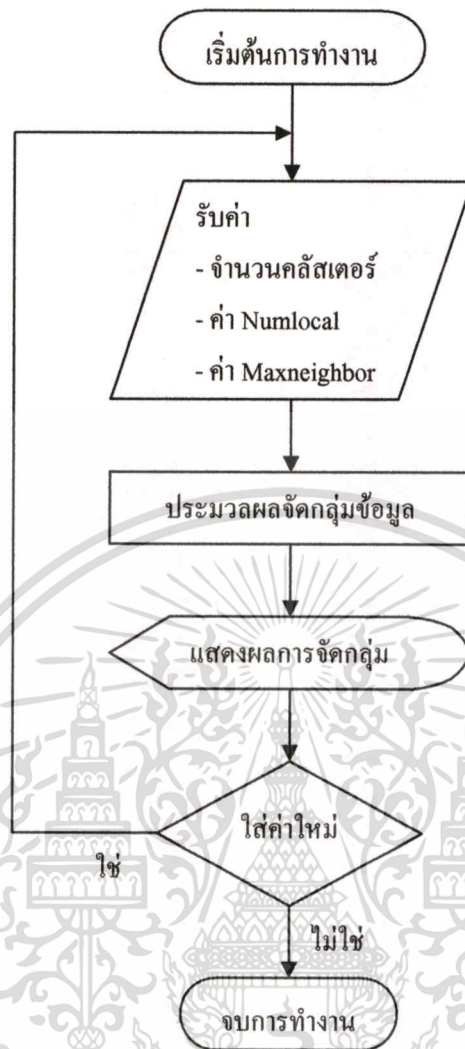 เริ่มต้นการทำงาน
รับค่า
- จำนวนคลัสเตอร์
- ค่า Numlocal
- ค่า Maxneighbor
ประมวลผลจัดกลุ่มข้อมูล
แสดงผลการจัดกลุ่ม
ใส่ค่าใหม่
ใช่
ไม่ใช่
จบการทำงาน